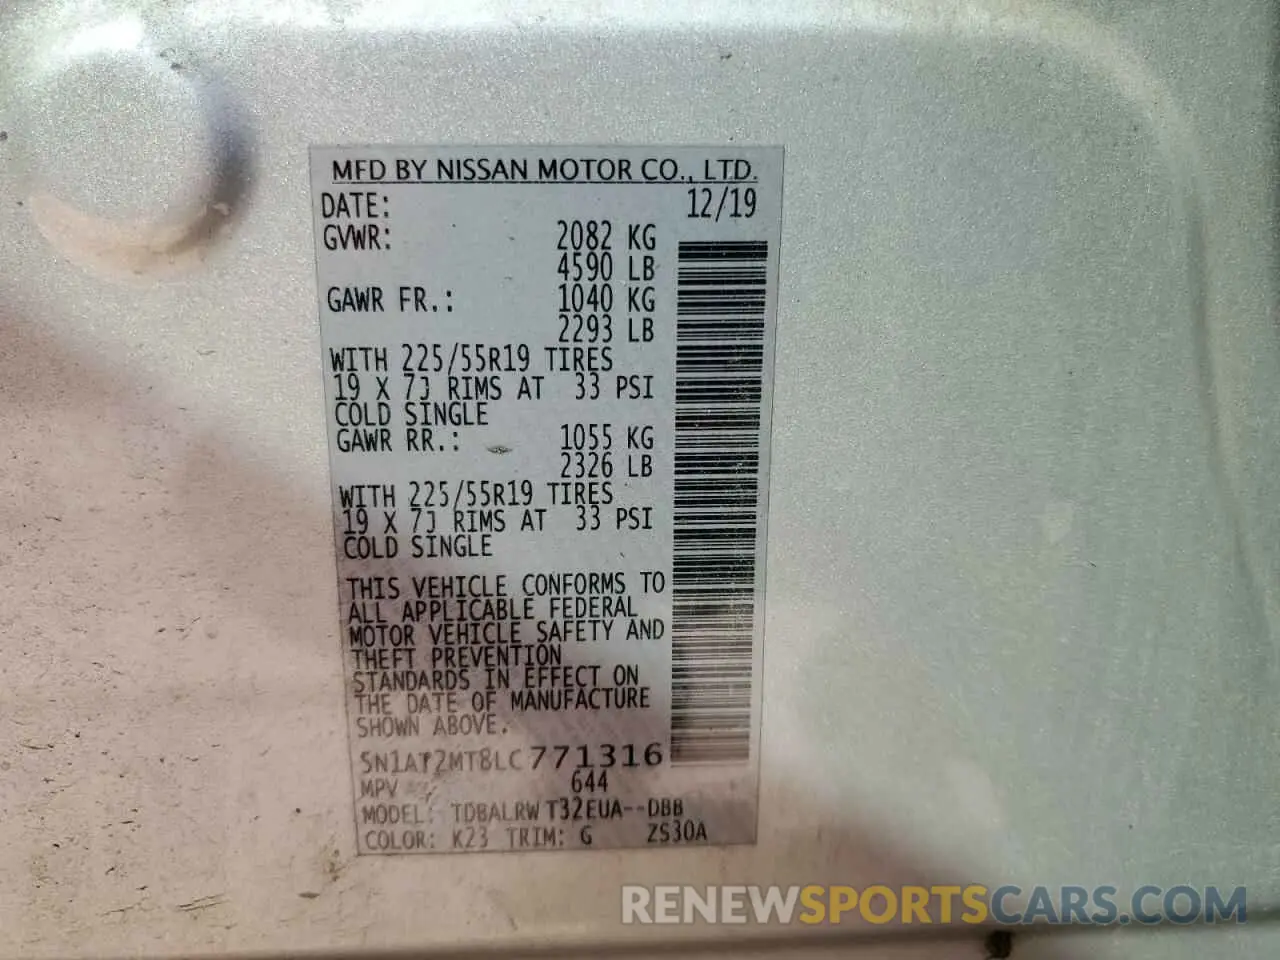 MFD BY NISSAN MOTOR CO., LTD.
DATE: 12/19
GVWR: 2082 KG
4590 LB
GAWR FR.: 1040 KG
2293 LB
WITH 225/55R19 TIRES
19 X 7J RIMS AT 33 PSI
COLD SINGLE
GAWR RR.: 1055 KG
2326 LB
WITH 225/55R19 TIRES
19 X 7J RIMS AT 33 PSI
COLD SINGLE
THIS VEHICLE CONFORMS TO
ALL APPLICABLE FEDERAL
MOTOR VEHICLE SAFETY AND
THEFT PREVENTION
STANDARDS IN EFFECT ON
THE DATE OF MANUFACTURE
SHOWN ABOVE.
5N1AT2MT8LC771316
MPV 644
MODEL: TDBALRW T32EUA--DBB
COLOR: K23 TRIM: G ZS30A
RENEWSPORTSCARS.COM